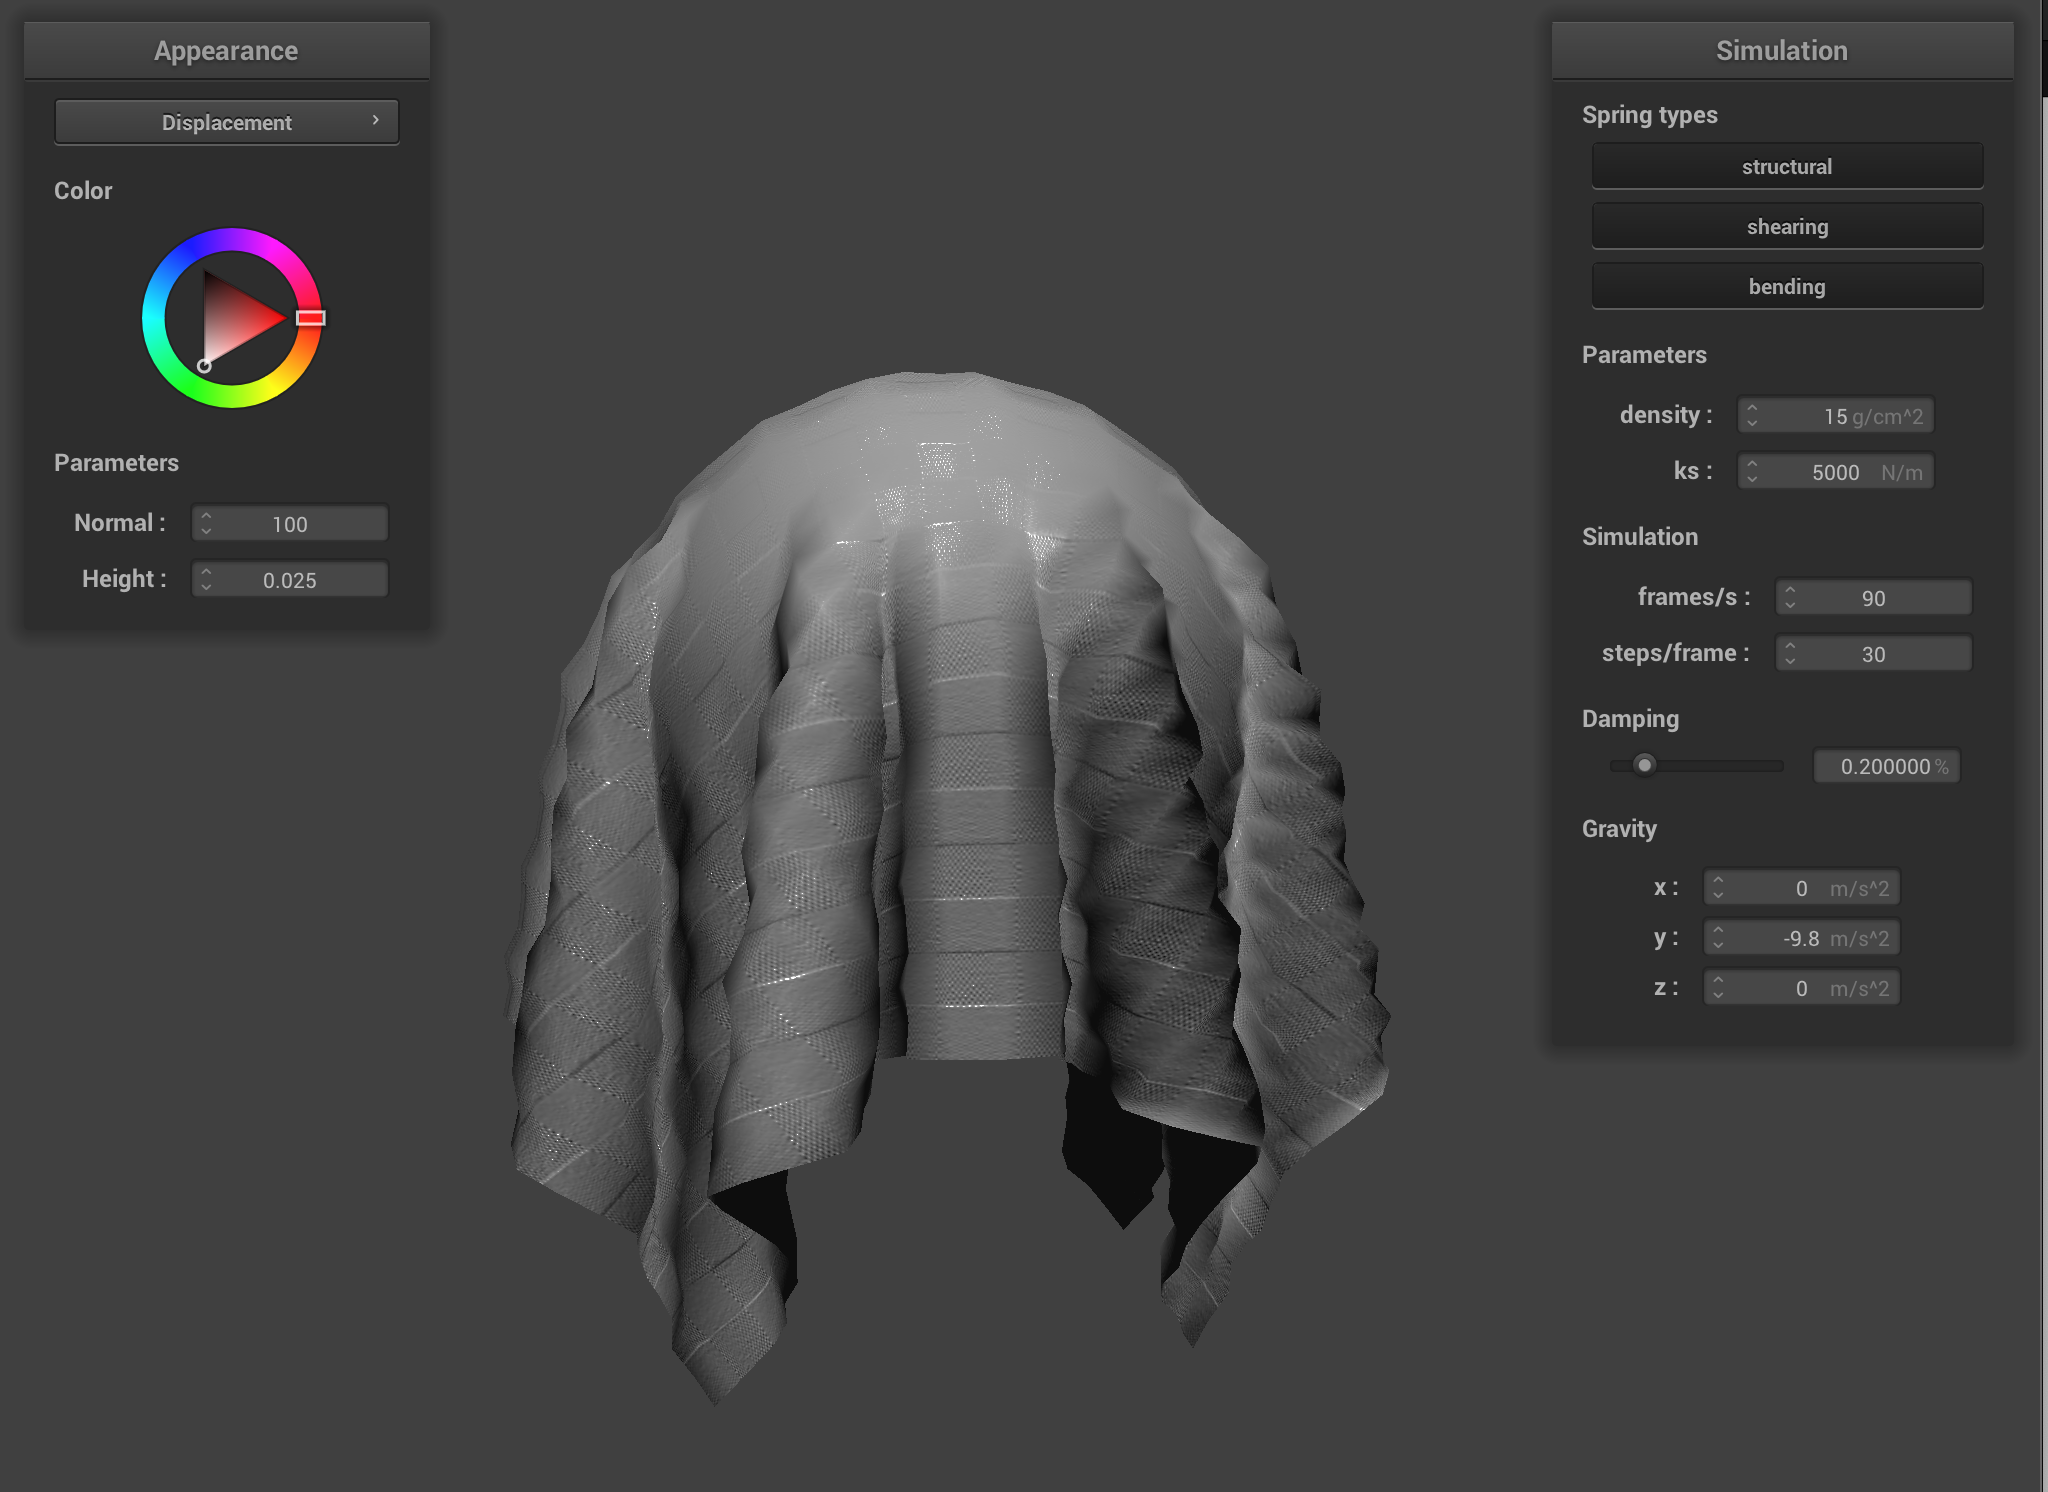 Appearance
Displacement
Color
Parameters
Normal : 100
Height : 0.025
Simulation
Spring types
structural
shearing
bending
Parameters
density : 15 g/cm^2
ks : 5000 N/m
Simulation
frames/s : 90
steps/frame : 30
Damping
0.200000 %
Gravity
x : 0 m/s^2
y : -9.8 m/s^2
z : 0 m/s^2